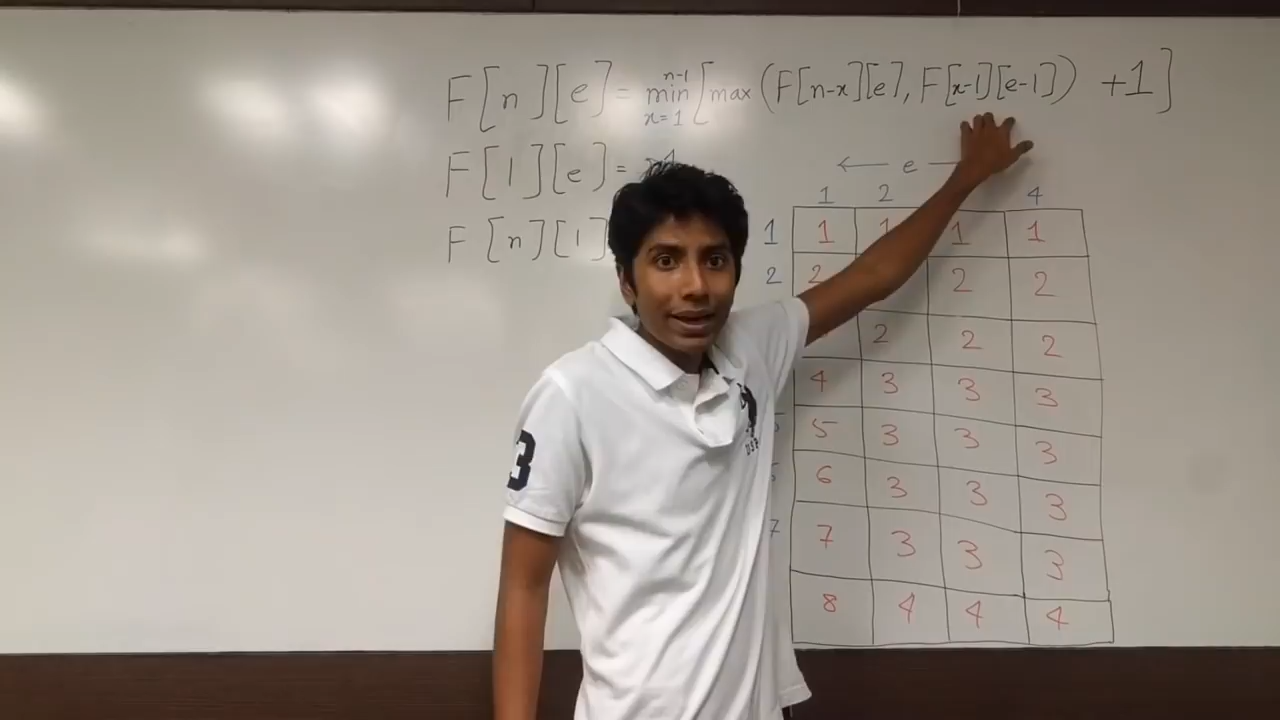 F[n][e] = min [max (F[n-x][e], F[x-1][e-1]) +1]
n-1
x=1
F[1][e] =
F[n][1]
← e
1 2 4
1 1 1 1 1
2 2 2 2
2 2 2
4 3 3 3
5 3 3 3
6 3 3 3
7 7 3 3 3
8 4 4 4
3